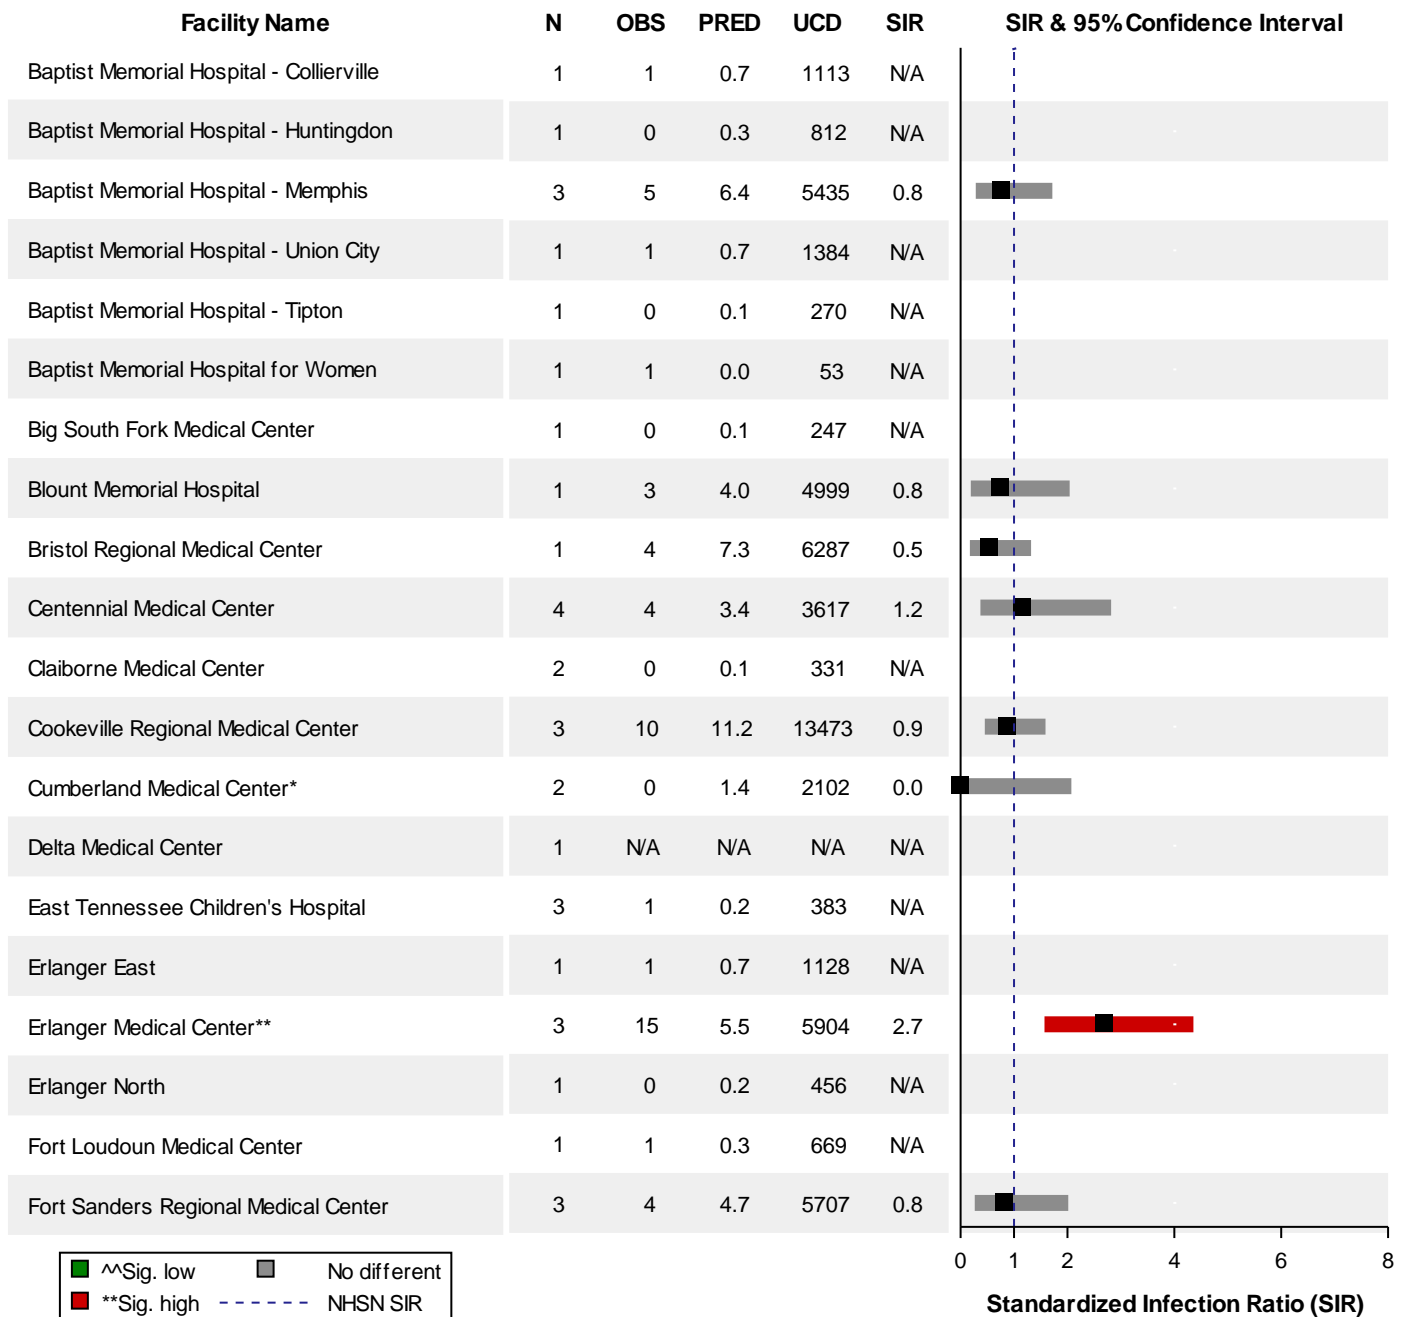 Facility Name N OBS PRED UCD SIR SIR & 95% Confidence Interval
Baptist Memorial Hospital - Collierville 1 1 0.7 1113 N/A
Baptist Memorial Hospital - Huntingdon 1 0 0.3 812 N/A
Baptist Memorial Hospital - Memphis 3 5 6.4 5435 0.8
Baptist Memorial Hospital - Union City 1 1 0.7 1384 N/A
Baptist Memorial Hospital - Tipton 1 0 0.1 270 N/A
Baptist Memorial Hospital for Women 1 1 0.0 53 N/A
Big South Fork Medical Center 1 0 0.1 247 N/A
Blount Memorial Hospital 1 3 4.0 4999 0.8
Bristol Regional Medical Center 1 4 7.3 6287 0.5
Centennial Medical Center 4 4 3.4 3617 1.2
Claiborne Medical Center 2 0 0.1 331 N/A
Cookeville Regional Medical Center 3 10 11.2 13473 0.9
Cumberland Medical Center* 2 0 1.4 2102 0.0
Delta Medical Center 1 N/A N/A N/A N/A
East Tennessee Children's Hospital 3 1 0.2 383 N/A
Erlanger East 1 1 0.7 1128 N/A
Erlanger Medical Center** 3 15 5.5 5904 2.7
Erlanger North 1 0 0.2 456 N/A
Fort Loudoun Medical Center 1 1 0.3 669 N/A
Fort Sanders Regional Medical Center 3 4 4.7 5707 0.8
0 1 2 4 6 8
^^Sig. low No different
**Sig. high NHSN SIR
Standardized Infection Ratio (SIR)